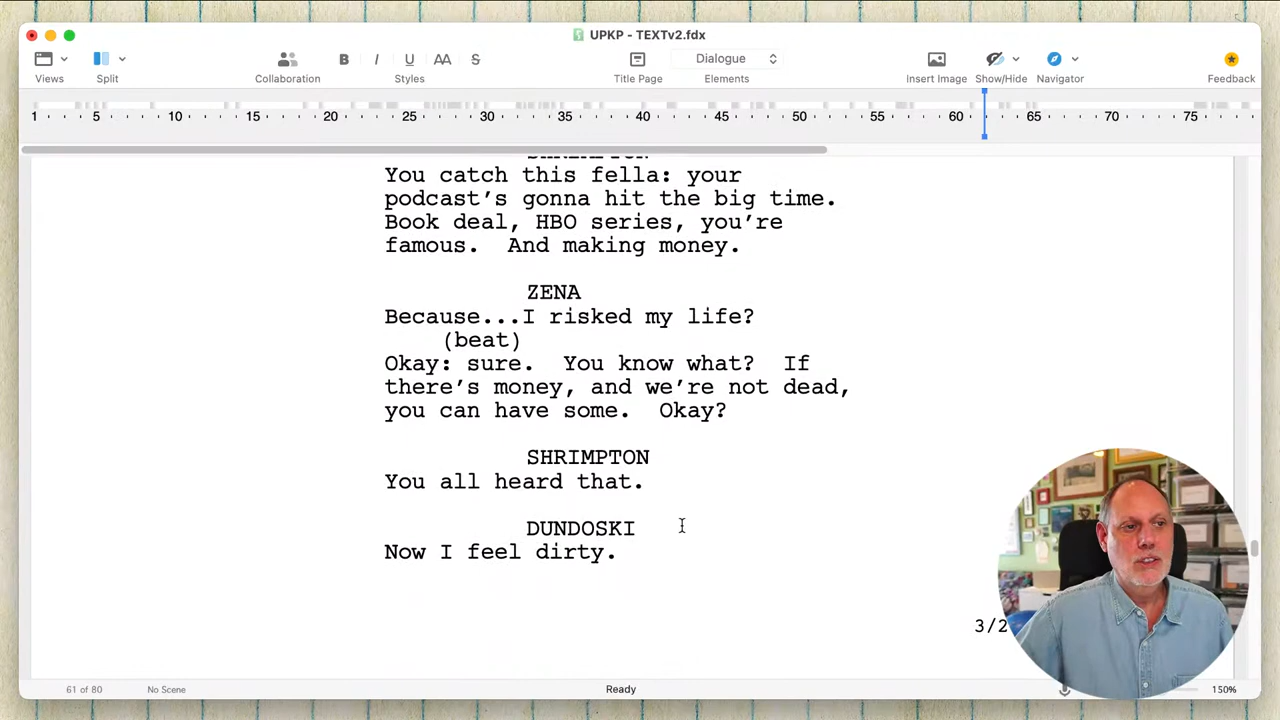 UPKP - TEXTv2.fdx
Dialogue
Views Split Collaboration Styles Title Page Elements Insert Image Show/Hide Navigator Feedback
1 5 10 15 20 25 30 35 40 45 50 55 60 65 70 75
SHRIMPTON
You catch this fella: your
podcast’s gonna hit the big time.
Book deal, HBO series, you’re
famous.  And making money.
ZENA
Because...I risked my life?
(beat)
Okay: sure.  You know what?  If
there’s money, and we’re not dead,
you can have some.  Okay?
SHRIMPTON
You all heard that.
DUNDOSKI
Now I feel dirty.
3/2
61 of 80 No Scene Ready 150%